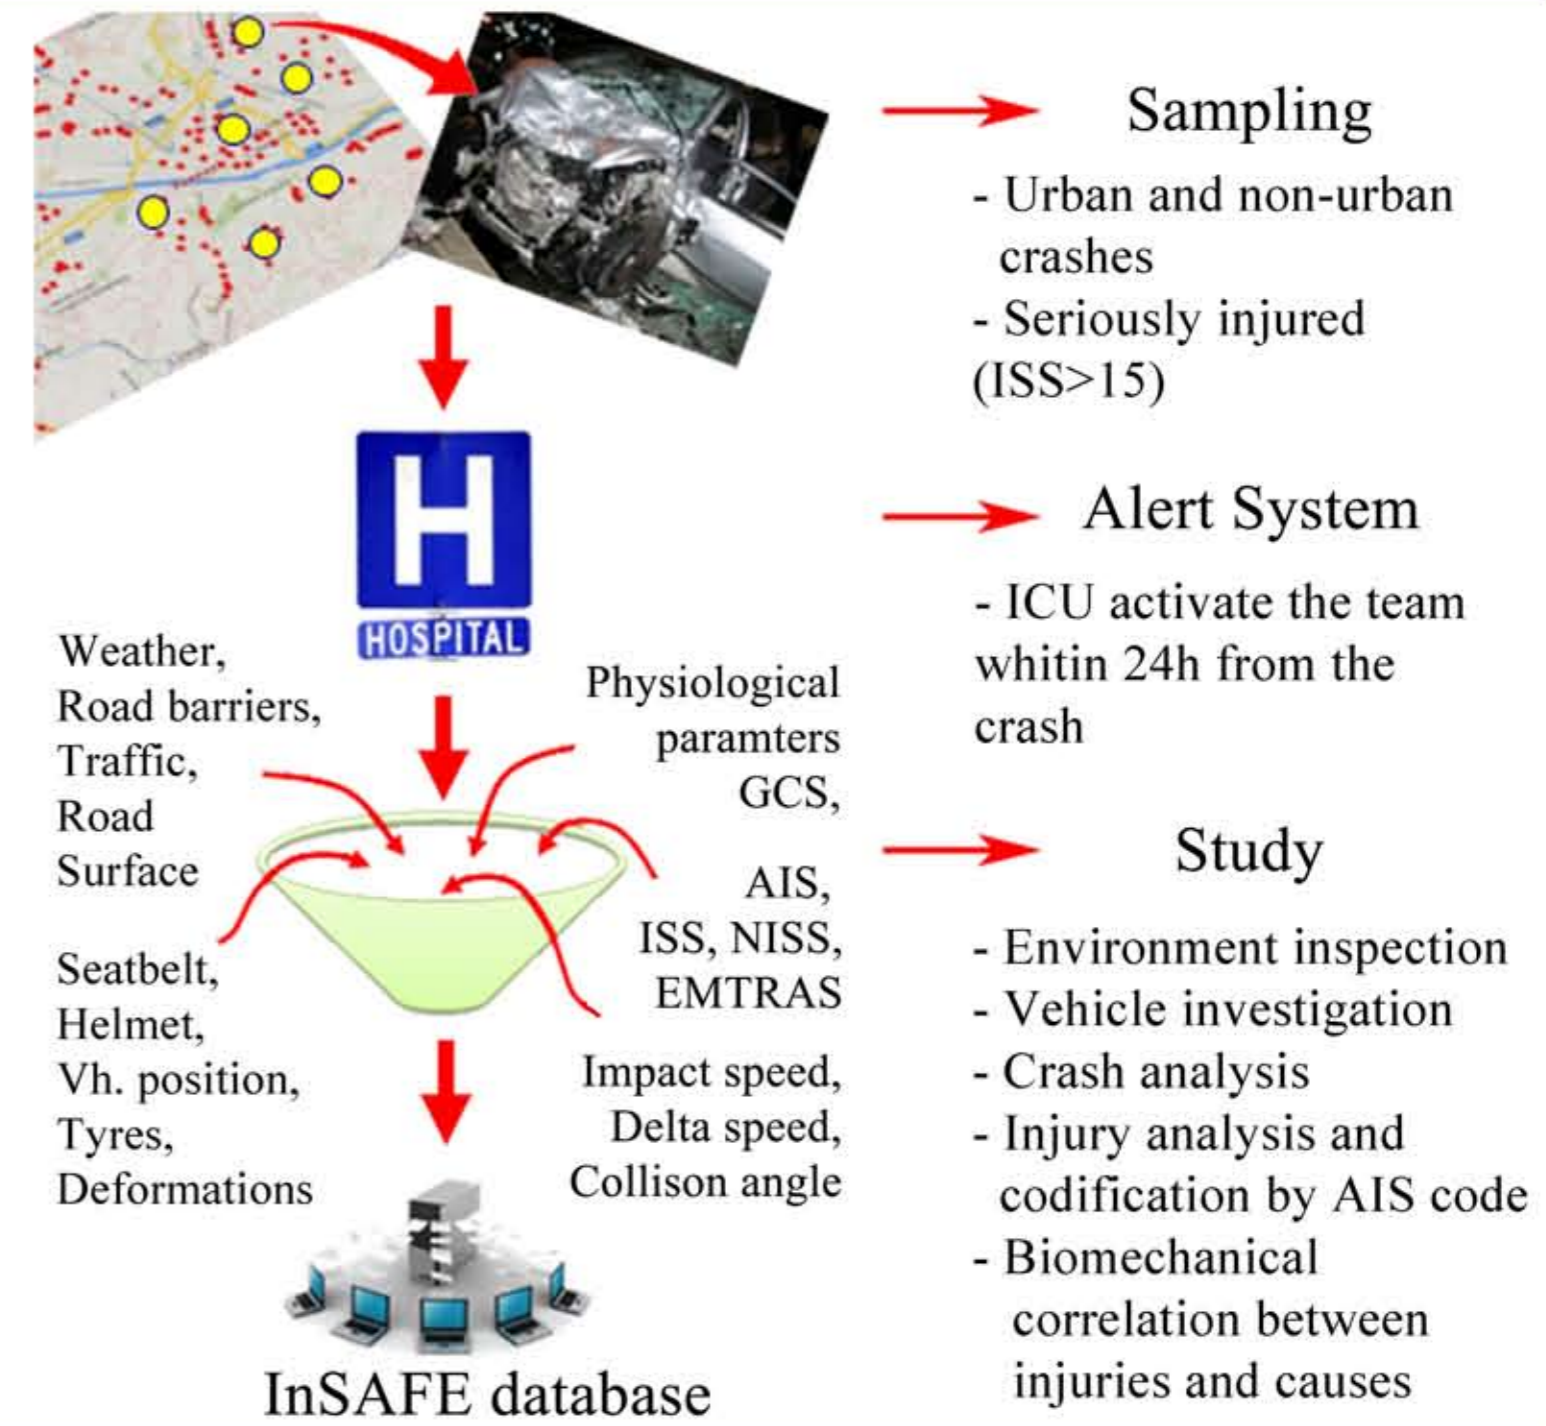 Sampling
- Urban and non-urban
crashes
- Seriously injured
(ISS>15)
H
HOSPITAL
Alert System
- ICU activate the team
whitin 24h from the
crash
Weather,
Road barriers,
Traffic,
Road
Surface
Physiological
paramters
GCS,
AIS,
ISS, NISS,
EMTRAS
Seatbelt,
Helmet,
Vh. position,
Tyres,
Deformations
Impact speed,
Delta speed,
Collison angle
InSAFE database
Study
- Environment inspection
- Vehicle investigation
- Crash analysis
- Injury analysis and
codification by AIS code
- Biomechanical
correlation between
injuries and causes